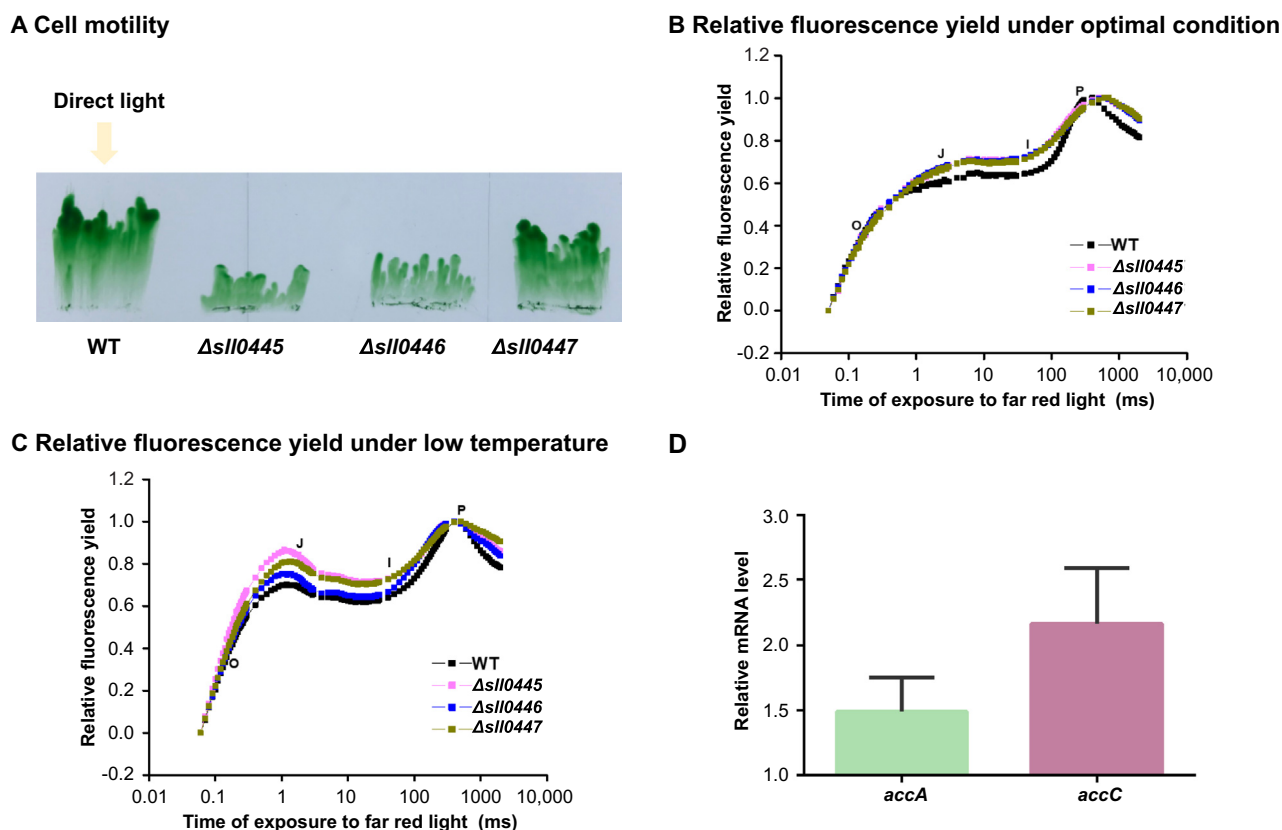 A Cell motility
Direct light
WT
Δsll0445
Δsll0446
Δsll0447
B Relative fluorescence yield under optimal condition
Relative fluorescence yield
1.2
1.0
0.8
0.6
0.4
0.2
0.0
-0.2
O
J
I
P
WT
Δsll0445
Δsll0446
Δsll0447
0.01
0.1
1
10
100
1000
10,000
Time of exposure to far red light (ms)
C Relative fluorescence yield under low temperature
Relative fluorescence yield
1.2
1.0
0.8
0.6
0.4
0.2
0.0
-0.2
O
J
I
P
WT
Δsll0445
Δsll0446
Δsll0447
0.01
0.1
1
10
100
1000
10,000
Time of exposure to far red light (ms)
D
Relative mRNA level
3.0
2.5
2.0
1.5
1.0
accA
accC